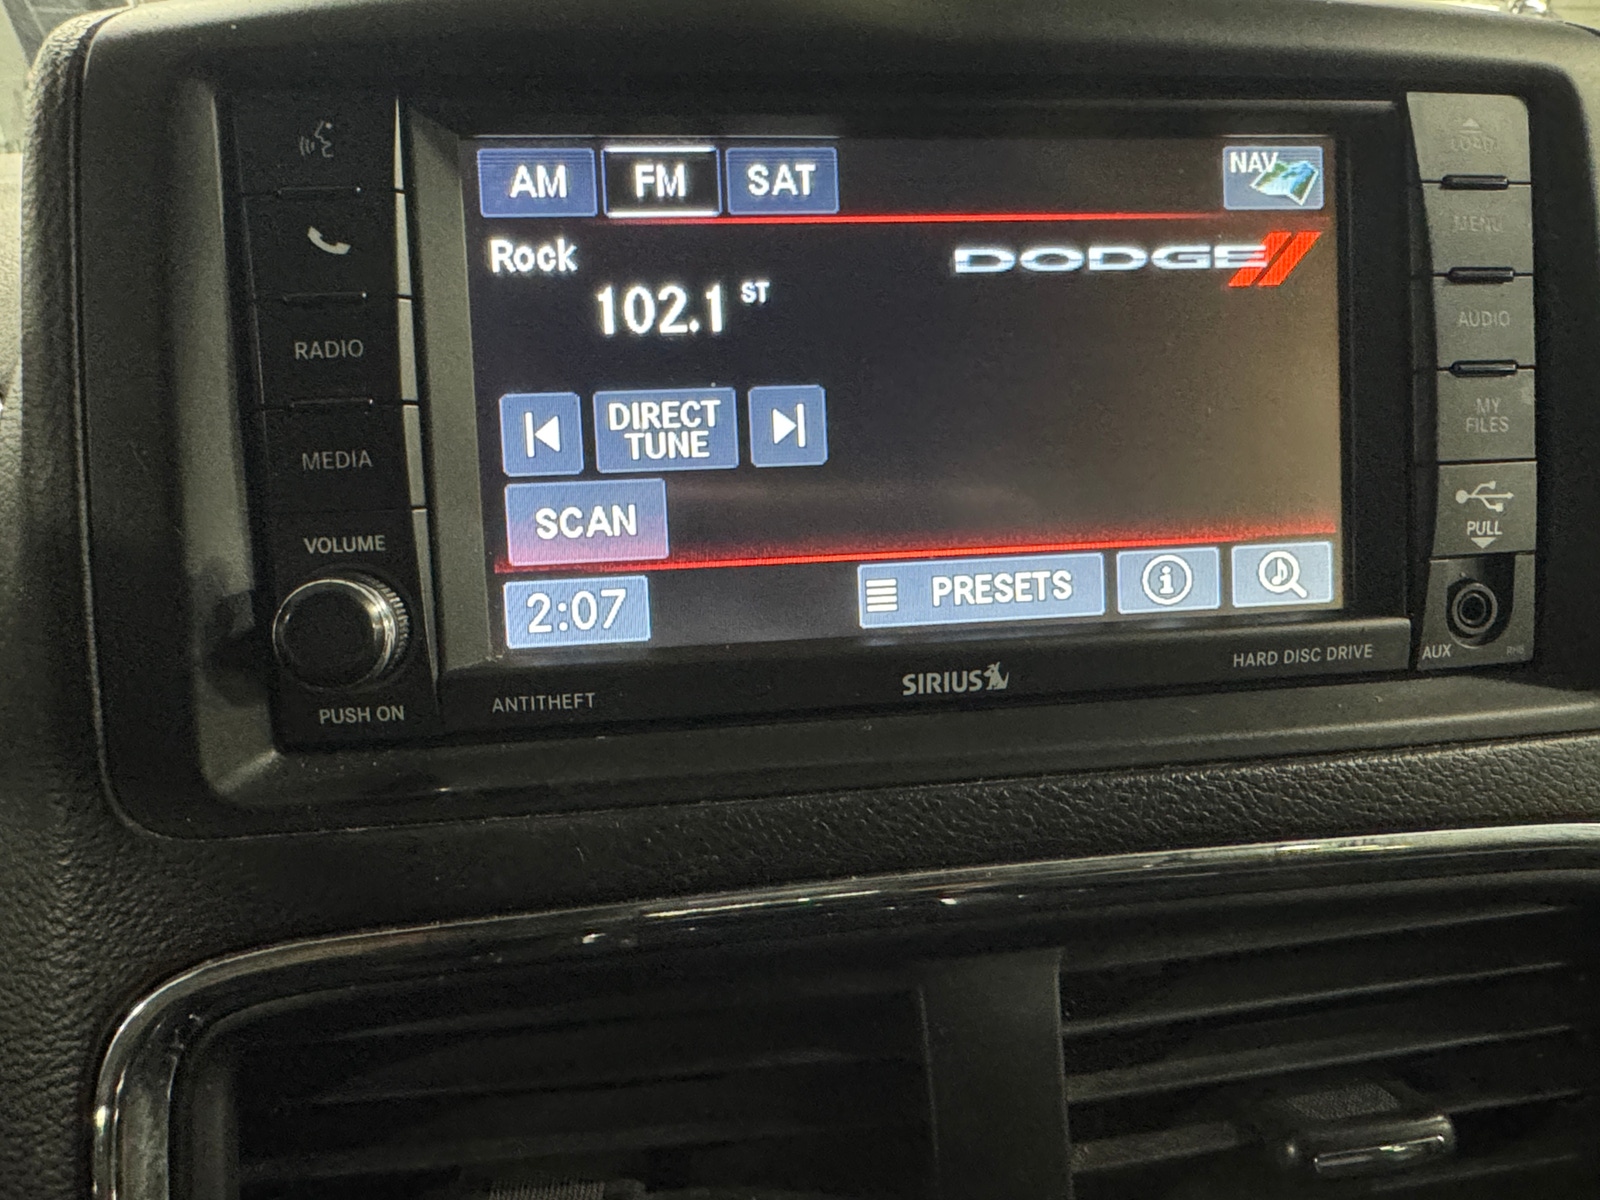 AM FM SAT NAV
Rock
DODGE
102.1 ST
DIRECT
TUNE
SCAN
2:07
PRESETS
RADIO
MEDIA
VOLUME
PUSH ON
ANTITHEFT
SIRIUS
HARD DISC DRIVE
LOAD
MENU
AUDIO
MY
FILES
PULL
AUX